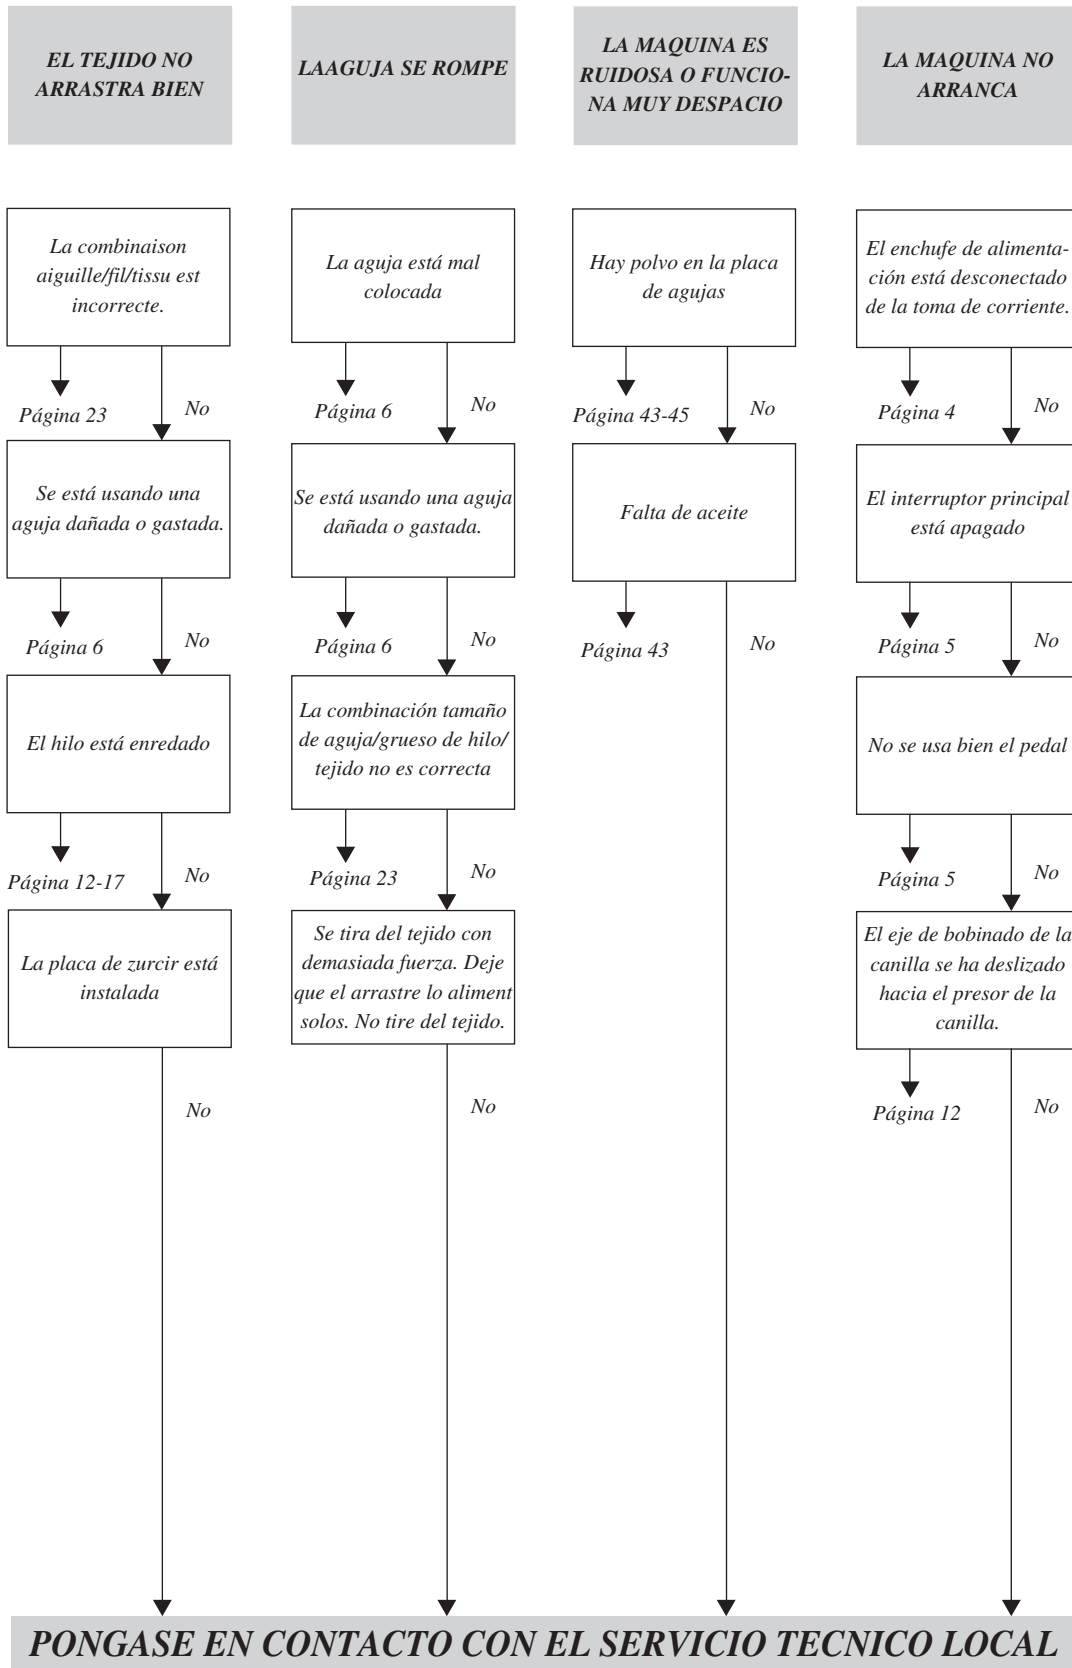 EL TEJIDO NO
ARRASTRA BIEN
La combinaison
aiguille/fil/tissu est
incorrecte.
Página 23
No
Se está usando una
aguja dañada o gastada.
Página 6
No
El hilo está enredado
Página 12-17
No
La placa de zurcir está
instalada
No
LAAGUJA SE ROMPE
La aguja está mal
colocada
Página 6
No
Se está usando una aguja
dañada o gastada.
Página 6
No
La combinación tamaño
de aguja/grueso de hilo/
tejido no es correcta
Página 23
No
Se tira del tejido con
demasiada fuerza. Deje
que el arrastre lo aliment
solos. No tire del tejido.
No
LA MAQUINA ES
RUIDOSA O FUNCIO-
NA MUY DESPACIO
Hay polvo en la placa
de agujas
Página 43-45
No
Falta de aceite
Página 43
No
LA MAQUINA NO
ARRANCA
El enchufe de alimenta-
ción está desconectado
de la toma de corriente.
Página 4
No
El interruptor principal
está apagado
Página 5
No
No se usa bien el pedal
Página 5
No
El eje de bobinado de la
canilla se ha deslizado
hacia el presor de la
canilla.
Página 12
No
PONGASE EN CONTACTO CON EL SERVICIO TECNICO LOCAL